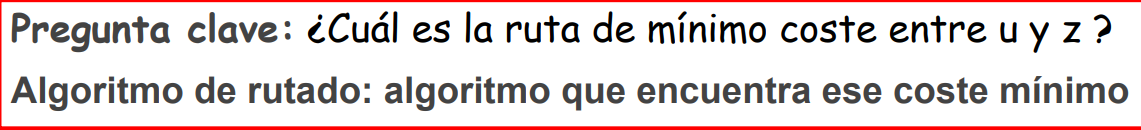 Pregunta clave: ¿Cuál es la ruta de mínimo coste entre u y z ?
Algoritmo de rutado: algoritmo que encuentra ese coste mínimo